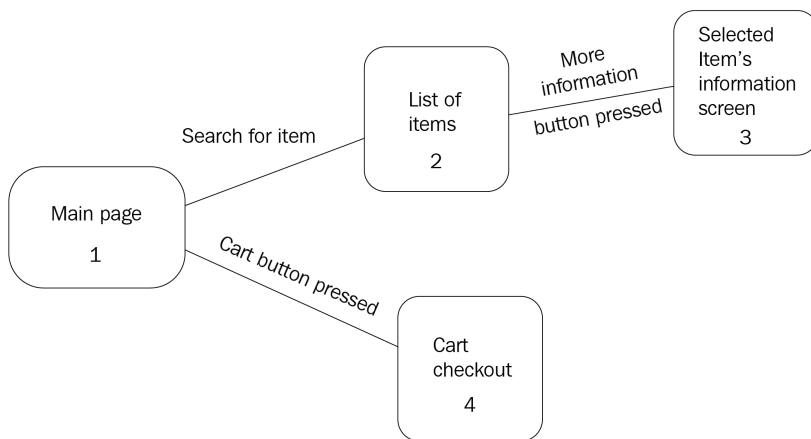 Main page
1
Search for item
List of
items
2
More
information
button pressed
Selected
Item's
information
screen
3
Cart button pressed
Cart
checkout
4